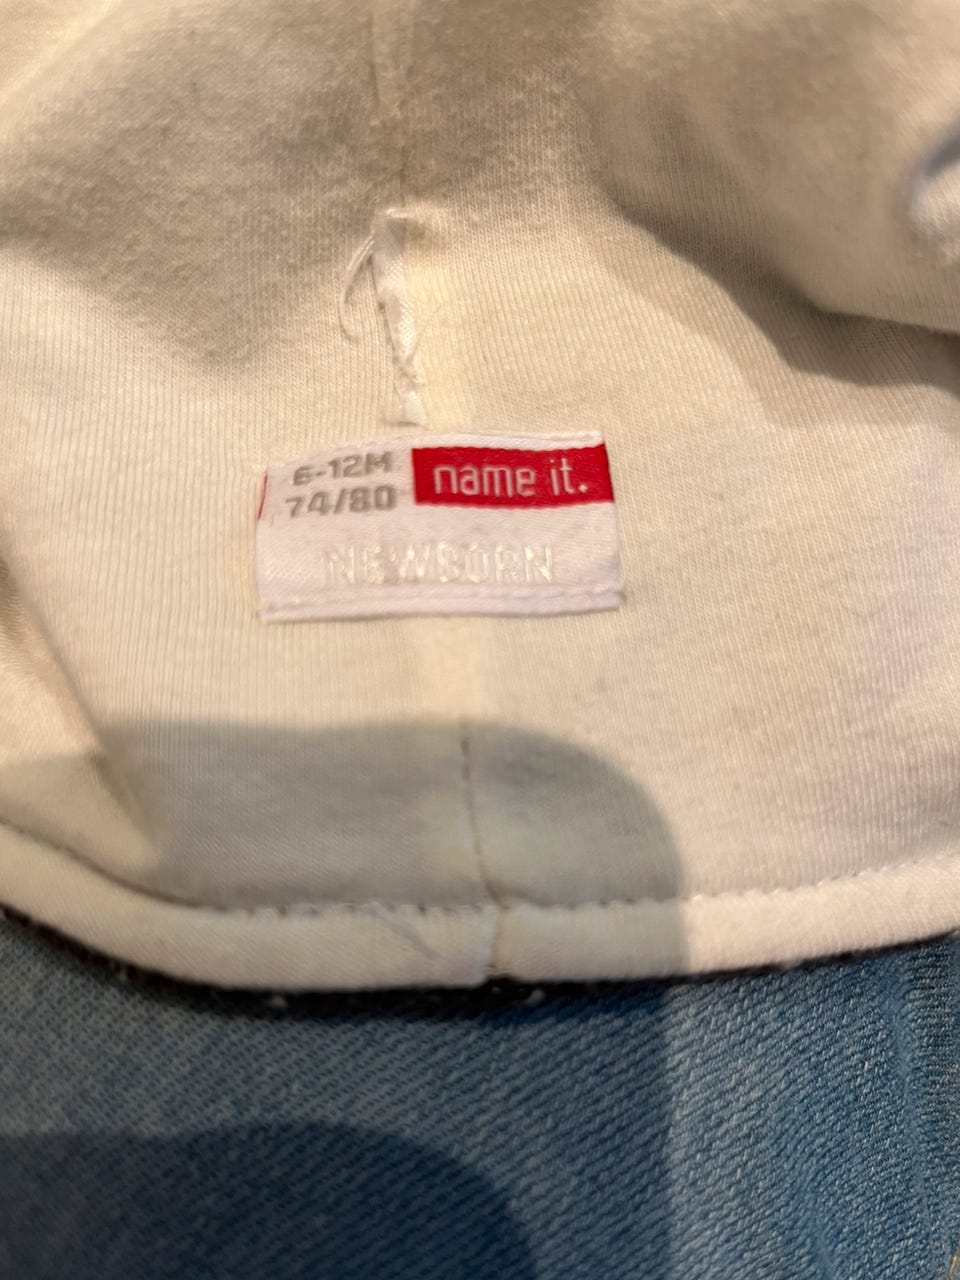 6-12M
74/80
name it.
NEWBORN